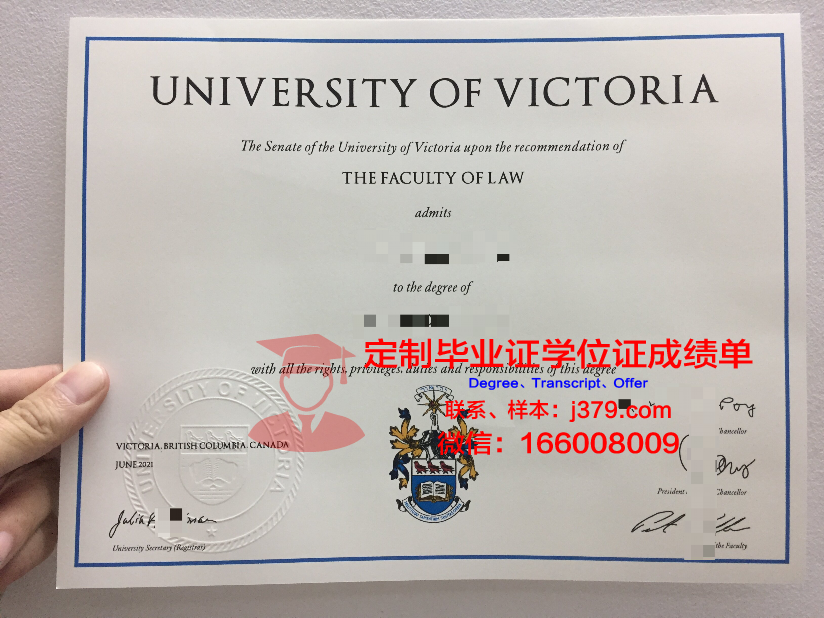 UNIVERSITY OF VICTORIA
The Senate of the University of Victoria upon the recommendation of
THE FACULTY OF LAW
admits
to the degree of
定制毕业证学位证成绩单
with all the rights, privileges, duties and responsibilities of this degree
Degree、Transcript、Offer
联系、样本：j379.com
微信：166008009
UNIVERSITY OF VICTORIA
VICTORIA, BRITISH COLUMBIA, CANADA
JUNE 2021
Chancellor
President
Chancellor
University Secretary (Registrar)
the Faculty